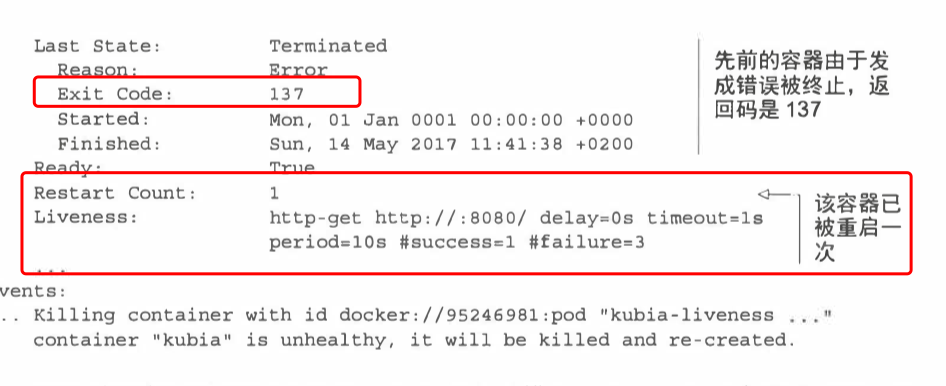 Last State: Terminated
Reason: Error
Exit Code: 137
Started: Mon, 01 Jan 0001 00:00:00 +0000
Finished: Sun, 14 May 2017 11:41:38 +0200
先前的容器由于发
成错误被终止，返
回码是 137
Ready: True
Restart Count: 1
Liveness: http-get http://:8080/ delay=0s timeout=1s
period=10s #success=1 #failure=3
该容器已
被重启一
次
...
vents:
.. Killing container with id docker://95246981:pod "kubia-liveness ..."
container "kubia" is unhealthy, it will be killed and re-created.